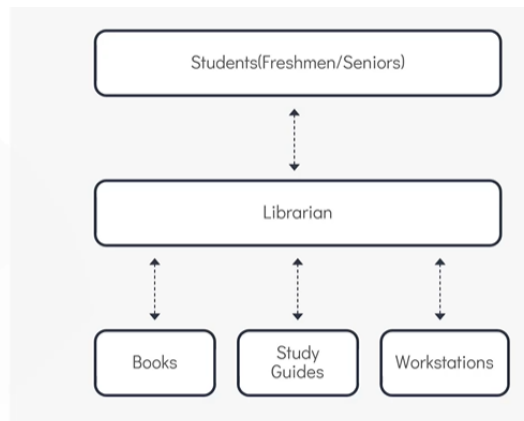 Students(Freshmen/Seniors)
Librarian
Books
Study
Guides
Workstations